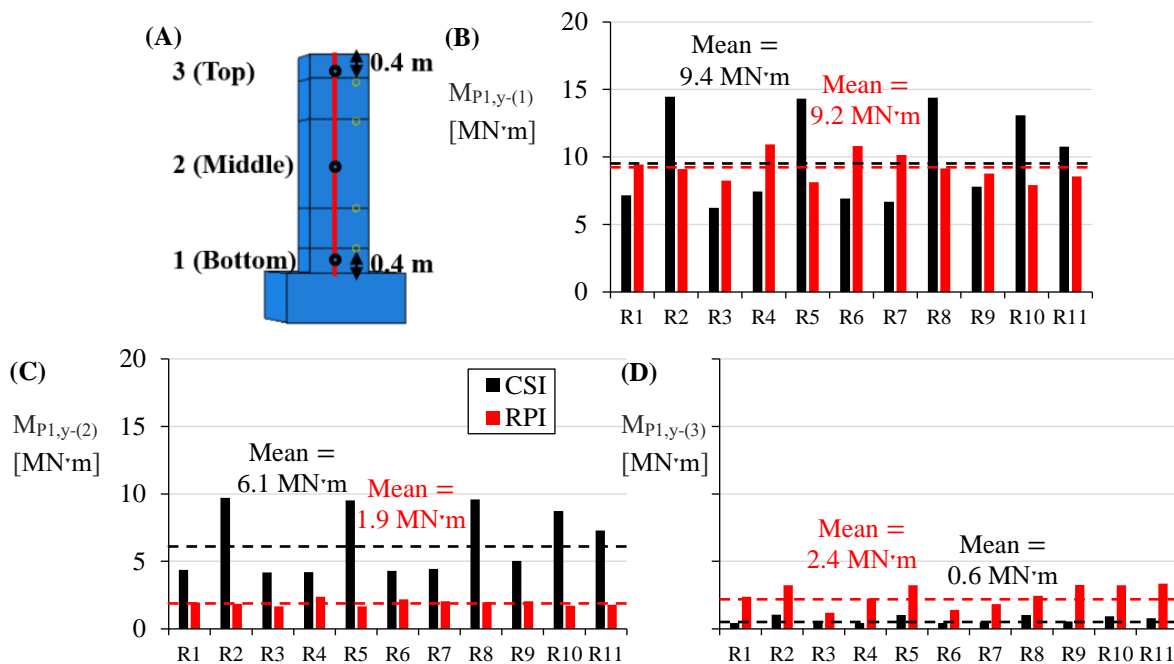 (A)
3 (Top)
0.4 m
2 (Middle)
1 (Bottom)
0.4 m
(B)
MP1,y-(1)
[MN·m]
20
15
10
5
0
Mean =
9.4 MN·m
Mean =
9.2 MN·m
R1 R2 R3 R4 R5 R6 R7 R8 R9 R10 R11
(C)
MP1,y-(2)
[MN·m]
20
15
10
5
0
CSI
RPI
Mean =
6.1 MN·m
Mean =
1.9 MN·m
R1 R2 R3 R4 R5 R6 R7 R8 R9 R10 R11
(D)
MP1,y-(3)
[MN·m]
Mean =
2.4 MN·m
Mean =
0.6 MN·m
R1 R2 R3 R4 R5 R6 R7 R8 R9 R10 R11